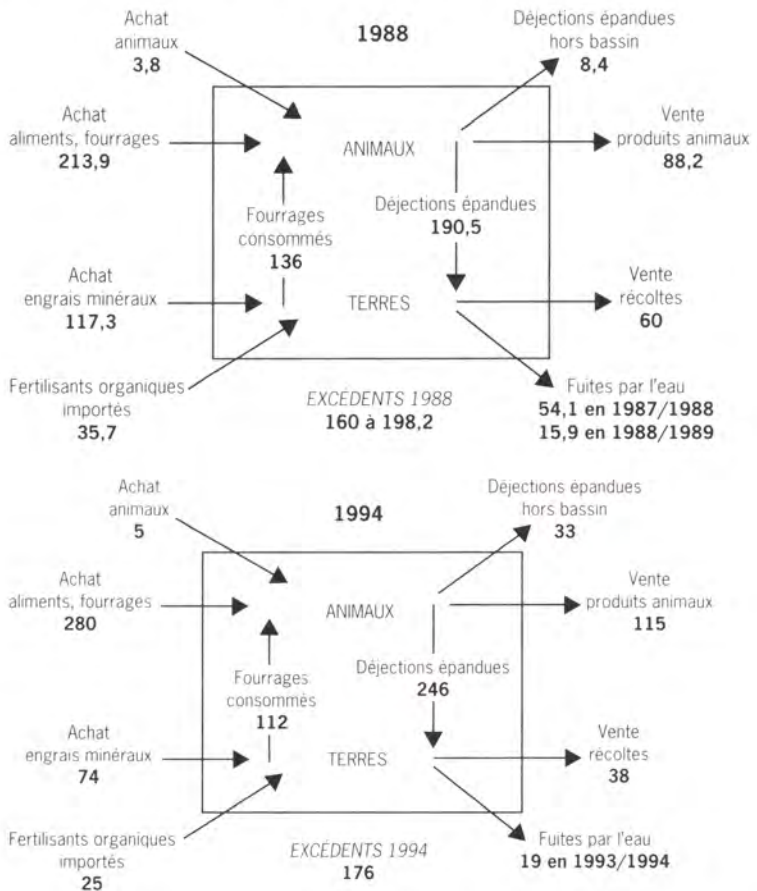 Achat
animaux
3,8
1988
Déjections épandues
hors bassin
8,4
Achat
aliments, fourrages
213,9
ANIMAUX
Vente
produits animaux
88,2
Fourrages
consommés
136
Déjections épandues
190,5
Achat
engrais minéraux
117,3
TERRES
Vente
récoltes
60
Fertilisants organiques
importés
35,7
EXCÉDENTS 1988
160 à 198,2
Fuites par l'eau
54,1 en 1987/1988
15,9 en 1988/1989
Achat
animaux
5
1994
Déjections épandues
hors bassin
33
Achat
aliments, fourrages
280
ANIMAUX
Vente
produits animaux
115
Fourrages
consommés
112
Déjections épandues
246
Achat
engrais minéraux
74
TERRES
Vente
récoltes
38
Fertilisants organiques
importés
25
EXCÉDENTS 1994
176
Fuites par l'eau
19 en 1993/1994